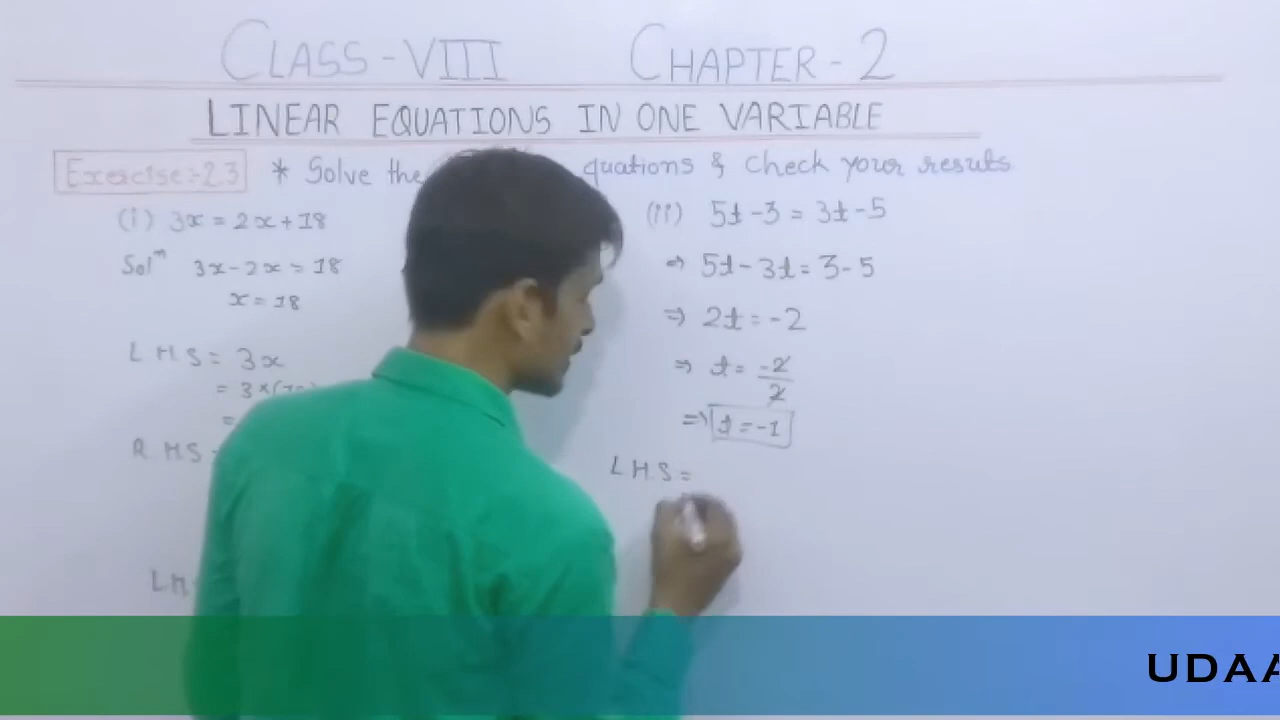 CLASS-VIII CHAPTER-2
LINEAR EQUATIONS IN ONE VARIABLE
Exercise:-2.3 * Solve the quations & Check your results
(i) 3x = 2x+18
Solⁿ 3x-2x = 18
x = 18
L.H.S = 3x
= 3×(
=
R.H.S
L.H
(ii) 5t-3 = 3t-5
⇒ 5t-3t = 3-5
⇒ 2t = -2
⇒ t = -2/2
⇒ t = -1
L.H.S =
UDAA